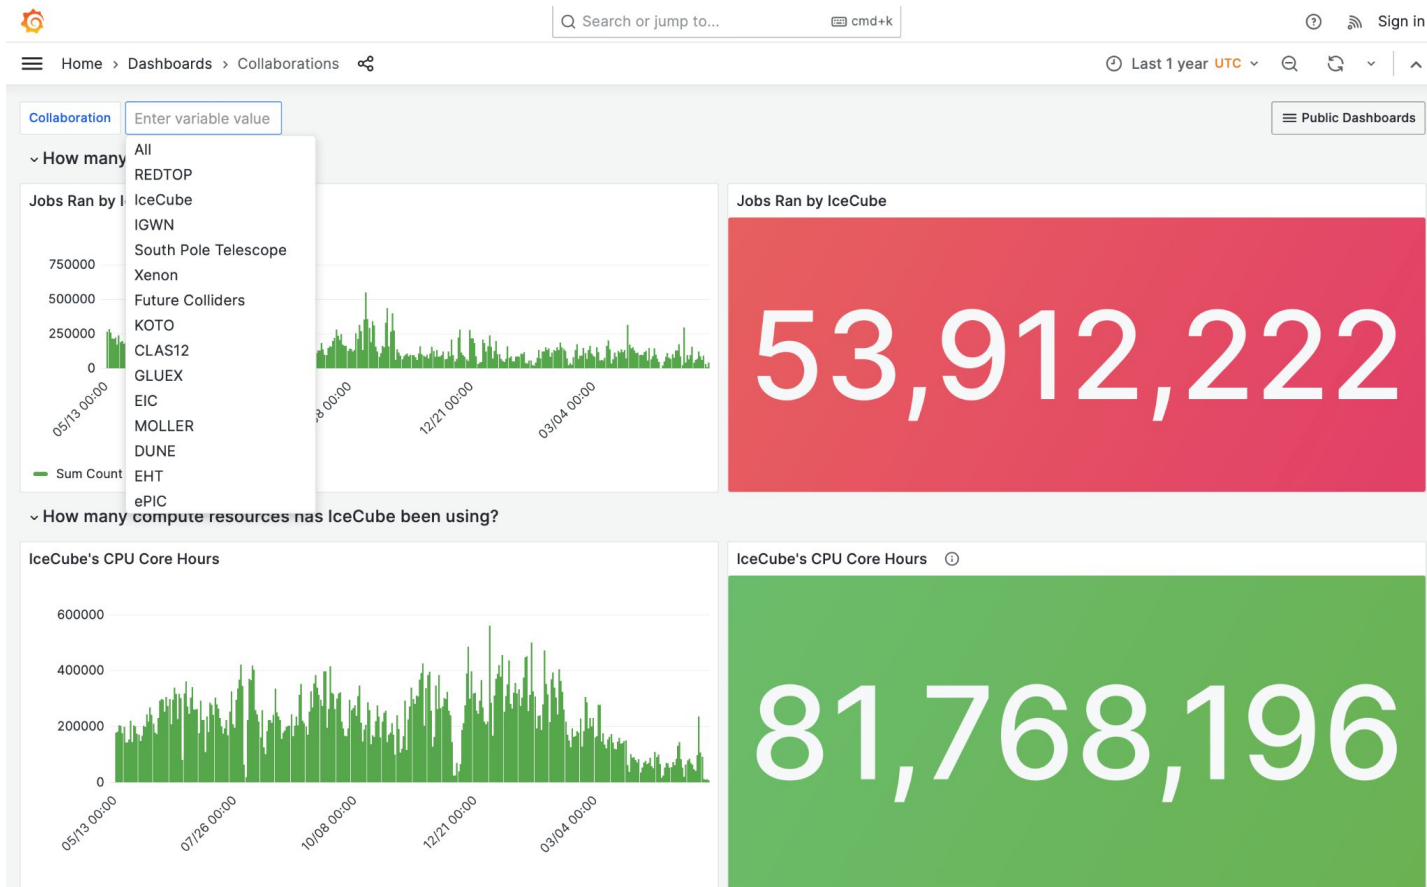 Search or jump to... cmd+k Sign in
Home › Dashboards › Collaborations Last 1 year UTC
Collaboration Enter variable value Public Dashboards
All
REDTOP
IceCube
IGWN
South Pole Telescope
Xenon
Future Colliders
KOTO
CLAS12
GLUEX
EIC
MOLLER
DUNE
EHT
ePIC
How many
Jobs Ran by
750000
500000
250000
0
05/13 00:00
00:00
12/21 00:00
03/04 00:00
Sum Count
Jobs Ran by IceCube
53,912,222
How many compute resources has IceCube been using?
IceCube's CPU Core Hours
600000
400000
200000
0
05/13 00:00
07/26 00:00
10/08 00:00
12/21 00:00
03/04 00:00
IceCube's CPU Core Hours
81,768,196